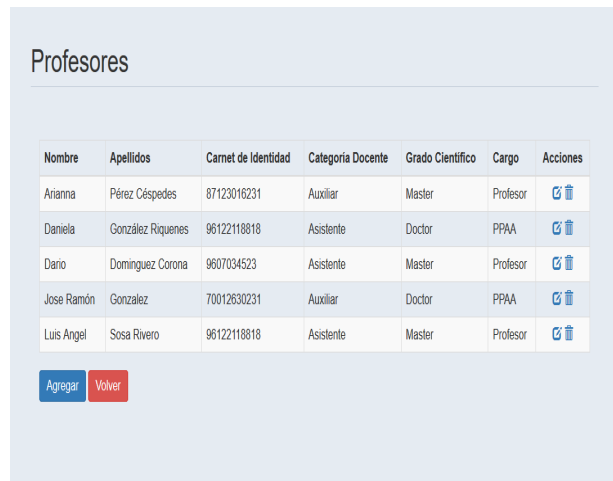 Profesores
Nombre Apellidos Carnet de Identidad Categoría Docente Grado Científico Cargo Acciones
Arianna Pérez Céspedes 87123016231 Auxiliar Master Profesor
Daniela González Riquenes 96122118818 Asistente Doctor PPAA
Dario Dominguez Corona 9607034523 Asistente Master Profesor
Jose Ramón Gonzalez 70012630231 Auxiliar Doctor PPAA
Luis Angel Sosa Rivero 96122118818 Asistente Master Profesor
Agregar Volver